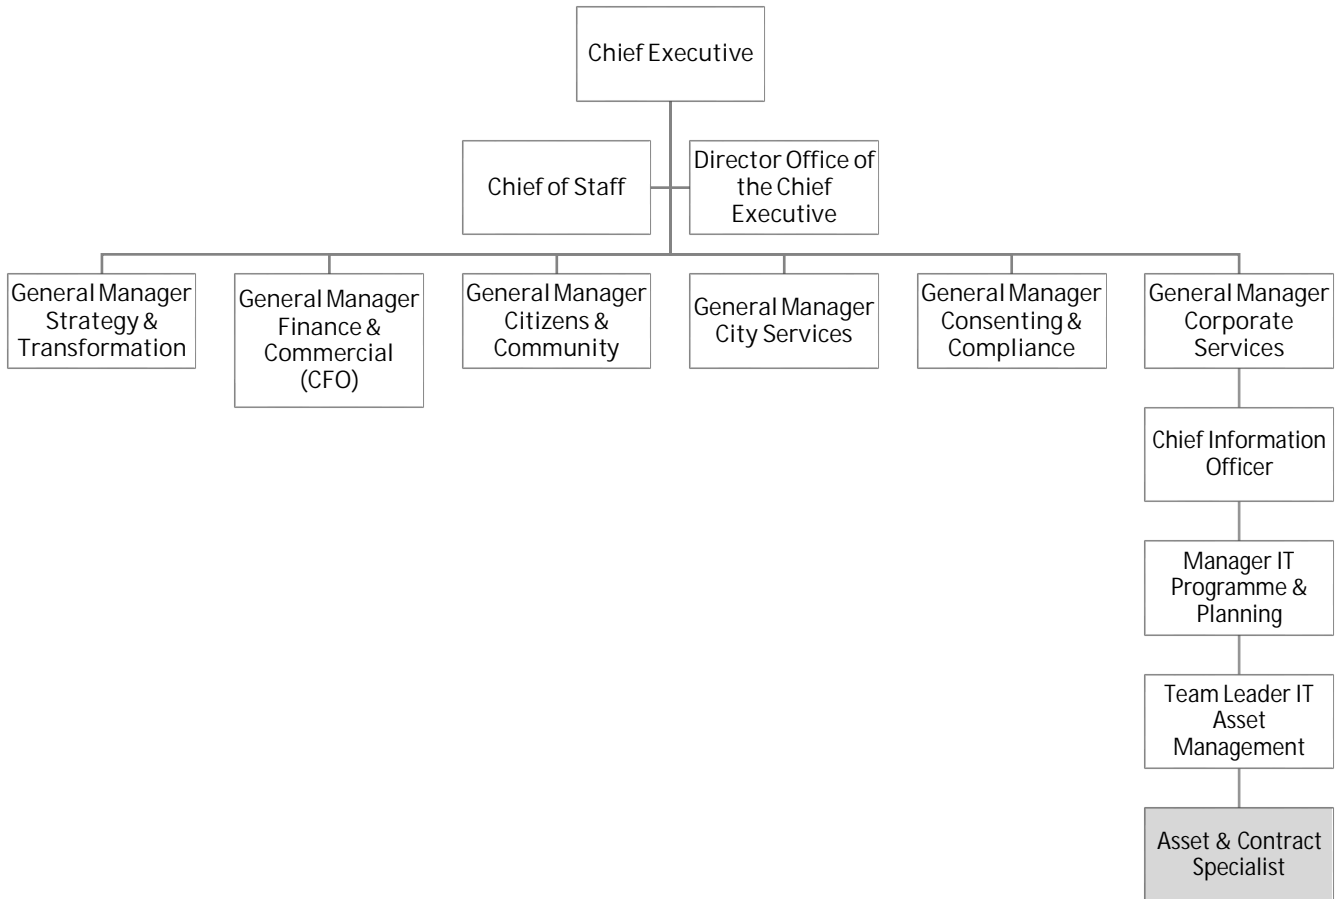 Chief Executive
Chief of Staff
Director Office of
the Chief
Executive
General Manager
Strategy &
Transformation
General Manager
Finance &
Commercial
(CFO)
General Manager
Citizens &
Community
General Manager
City Services
General Manager
Consenting &
Compliance
General Manager
Corporate
Services
Chief Information
Officer
Manager IT
Programme &
Planning
Team Leader IT
Asset
Management
Asset & Contract
Specialist